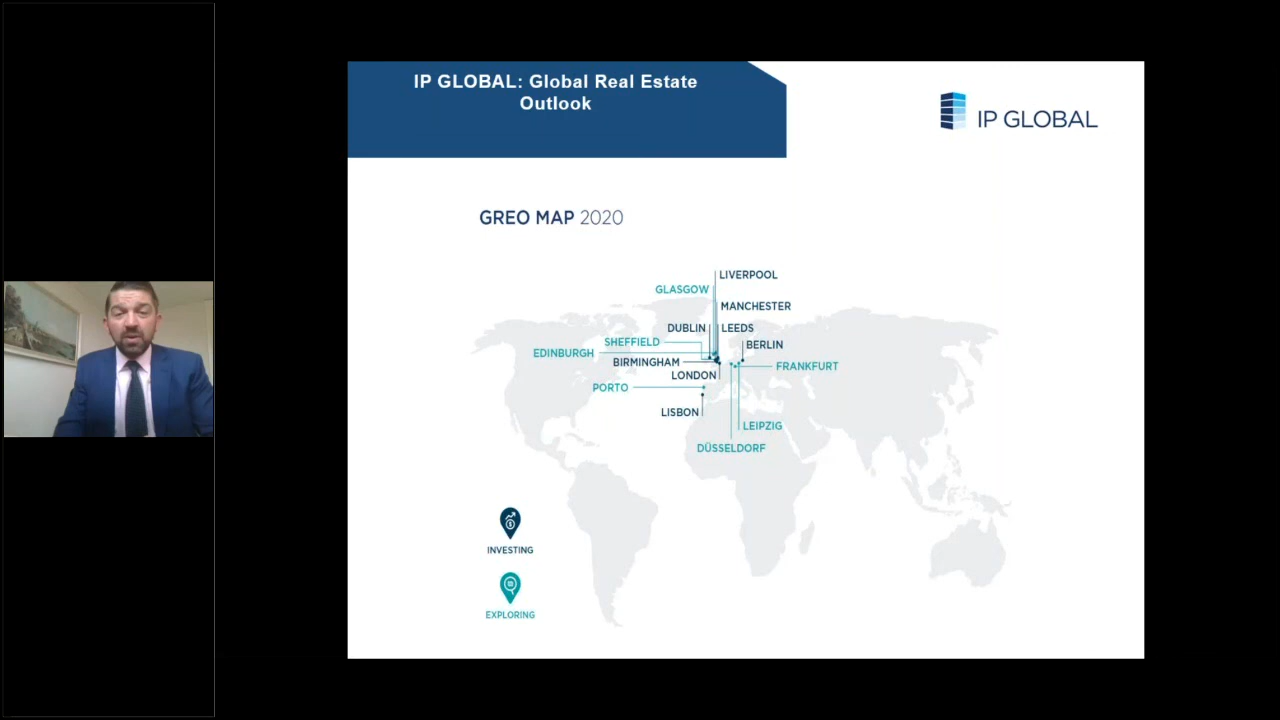 IP GLOBAL: Global Real Estate
Outlook
IP GLOBAL
GREO MAP 2020
LIVERPOOL
GLASGOW
MANCHESTER
DUBLIN
LEEDS
SHEFFIELD
BERLIN
EDINBURGH
BIRMINGHAM
FRANKFURT
LONDON
PORTO
LISBON
LEIPZIG
DÜSSELDORF
INVESTING
EXPLORING